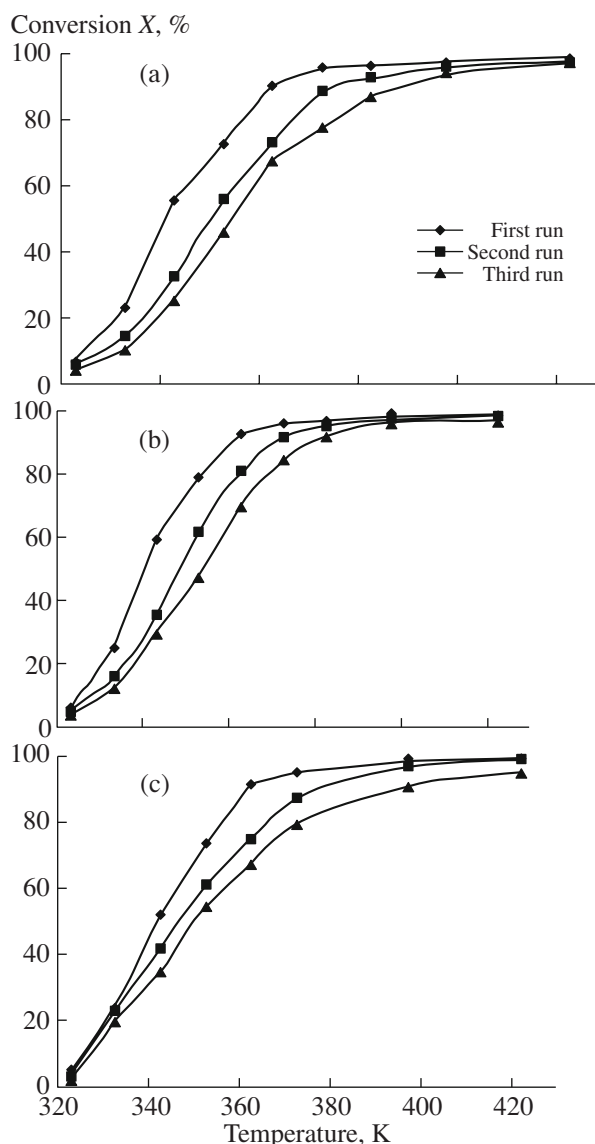 Conversion X, %
100
(a)
80
60
First run
Second run
40
Third run
20
0
100
(b)
80
60
40
20
0
100
(c)
80
60
40
20
0
320 340 360 380 400 420
Temperature, K